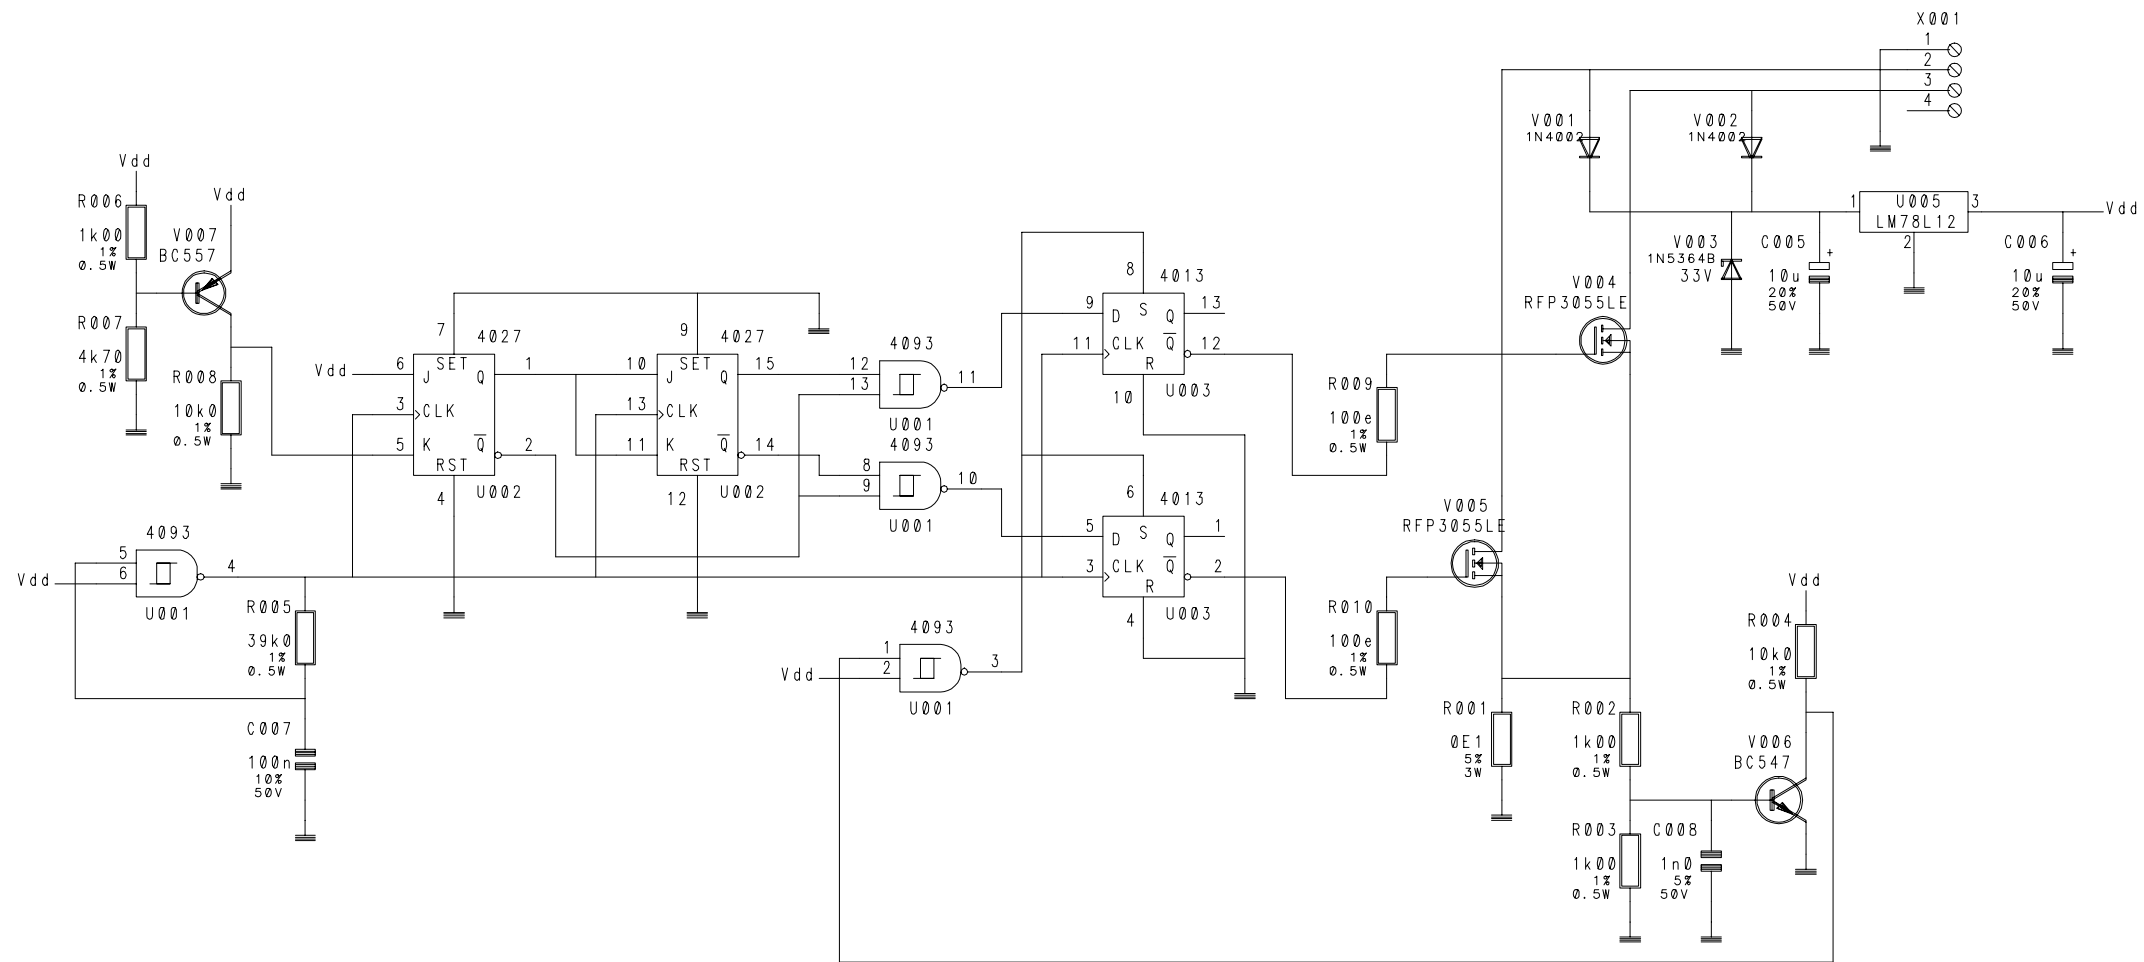 X001
1
2
3
4
V001
1N4002
V002
1N4002
Vdd
R006
1k00
1%
0.5W
Vdd
V007
BC557
R007
4k70
1%
0.5W
R008
10k0
1%
0.5W
1
U005
LM78L12
3
2
Vdd
V003
1N5364B
33V
C005
+
10u
20%
50V
C006
+
10u
20%
50V
V004
RFP3055LE
7
4027
Vdd
6
J
SET
Q
1
3
CLK
5
K
Q
2
RST
4
U002
9
4027
10
J
SET
Q
15
13
CLK
11
K
Q
14
RST
12
U002
4093
12
13
11
U001
4093
8
9
10
U001
8
4013
9
D
S
Q
13
11
CLK
Q
12
R
10
U003
6
4013
5
D
S
Q
1
3
CLK
Q
2
R
4
U003
R009
100e
1%
0.5W
V005
RFP3055LE
R010
100e
1%
0.5W
4093
5
Vdd
6
4
U001
R005
39k0
1%
0.5W
C007
100n
10%
50V
4093
1
Vdd
2
3
U001
R001
0E1
5%
3W
R002
1k00
1%
0.5W
Vdd
R004
10k0
1%
0.5W
V006
BC547
R003
1k00
1%
0.5W
C008
1n0
5%
50V